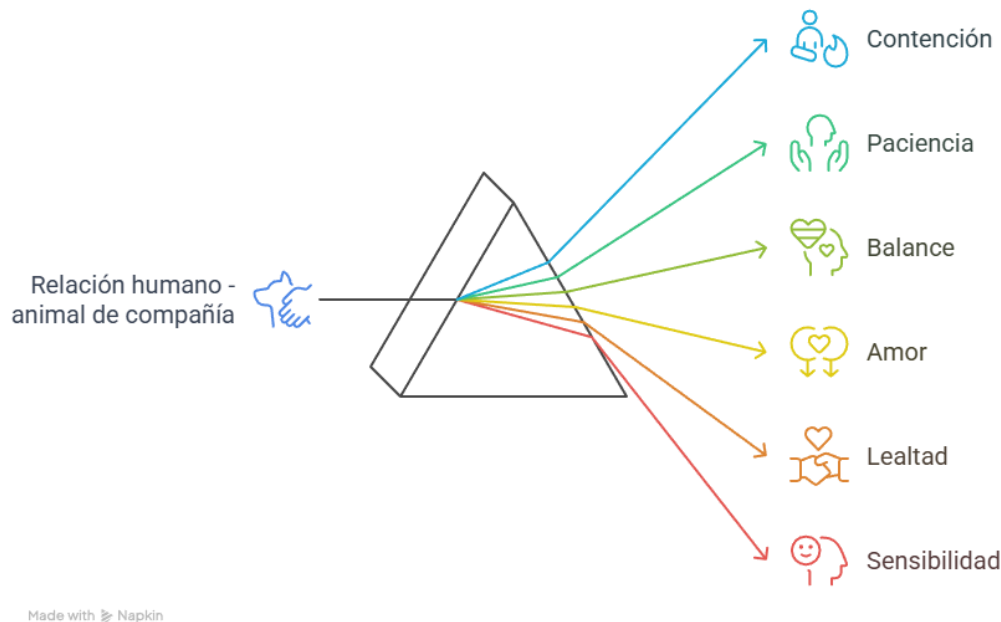 Relación humano -
animal de compañía
Contención
Paciencia
Balance
Amor
Lealtad
Sensibilidad
Made with Napkin